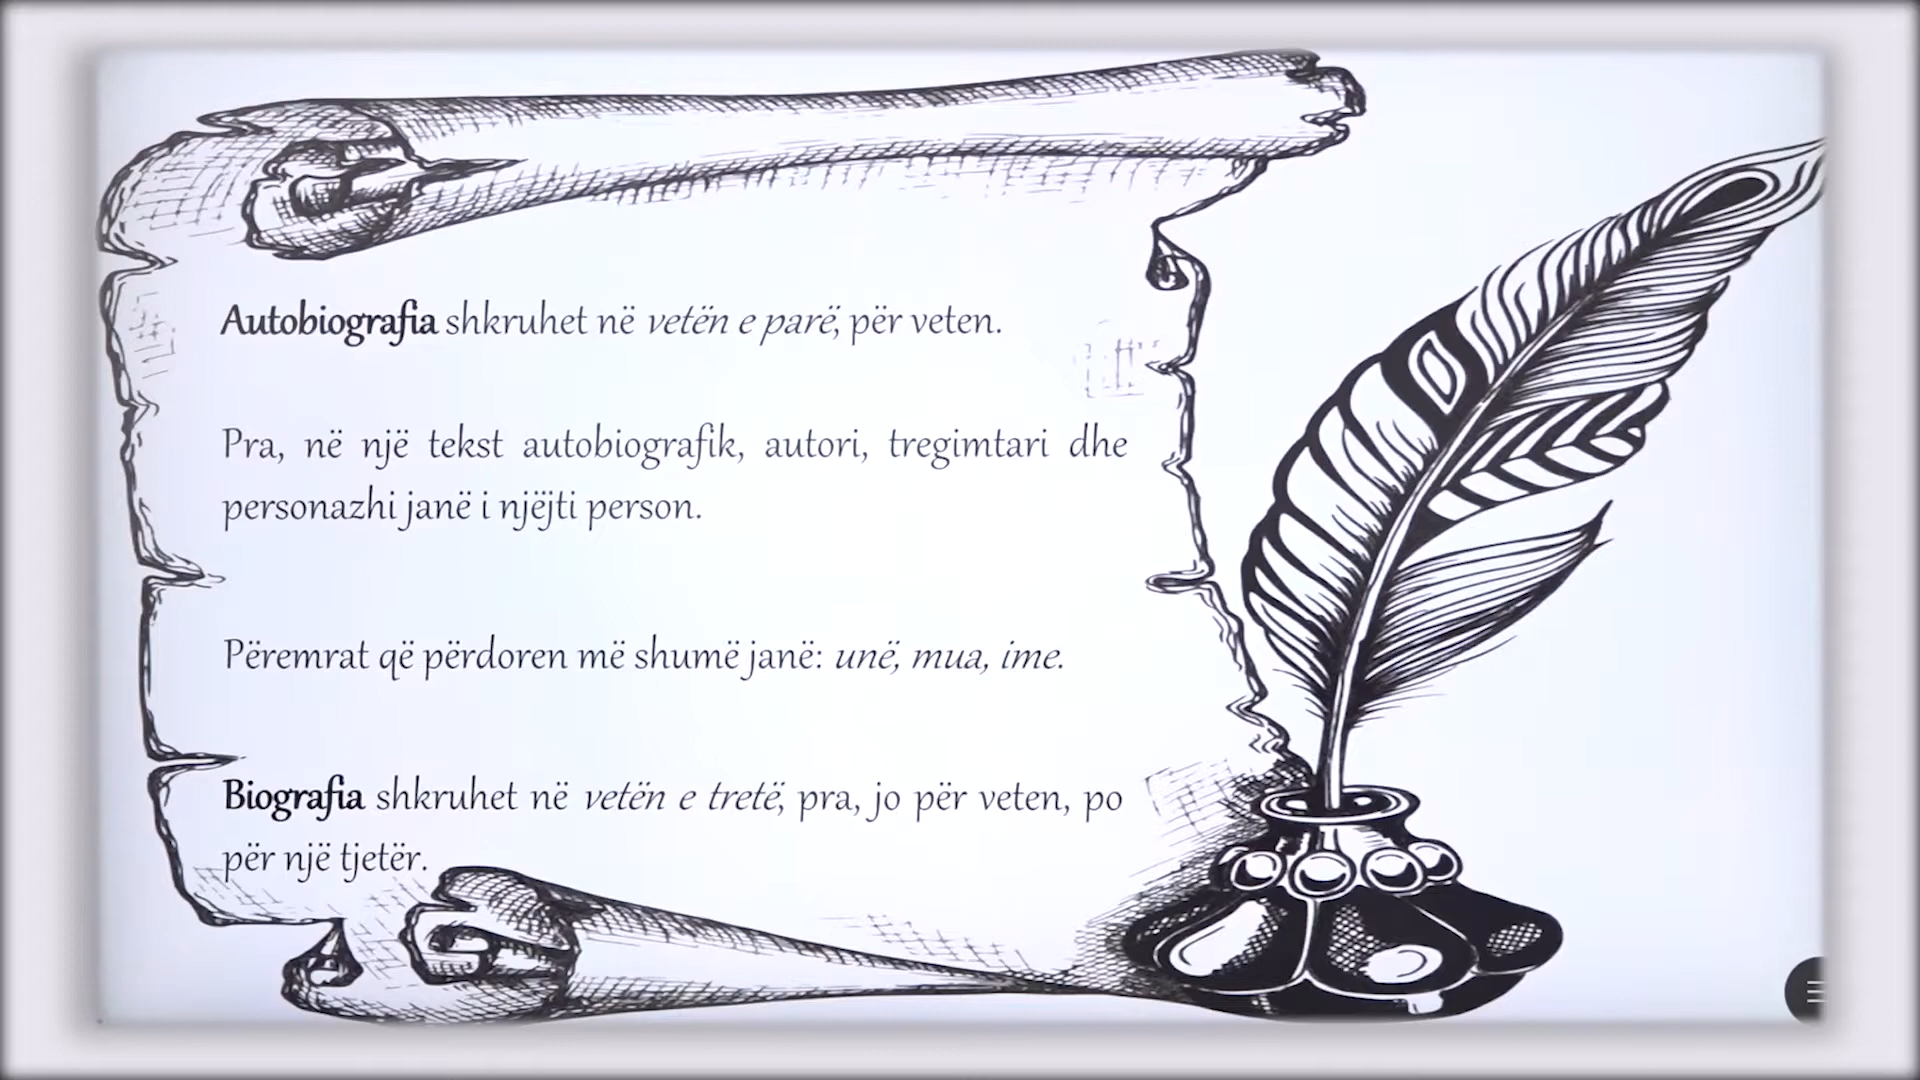 Autobiografia shkruhet në vetën e parë, për veten.
Pra, në një tekst autobiografik, autori, tregimtari dhe
personazhi janë i njëjti person.
Përemrat që përdoren më shumë janë: unë, mua, ime.
Biografia shkruhet në vetën e tretë, pra, jo për veten, po
për një tjetër.